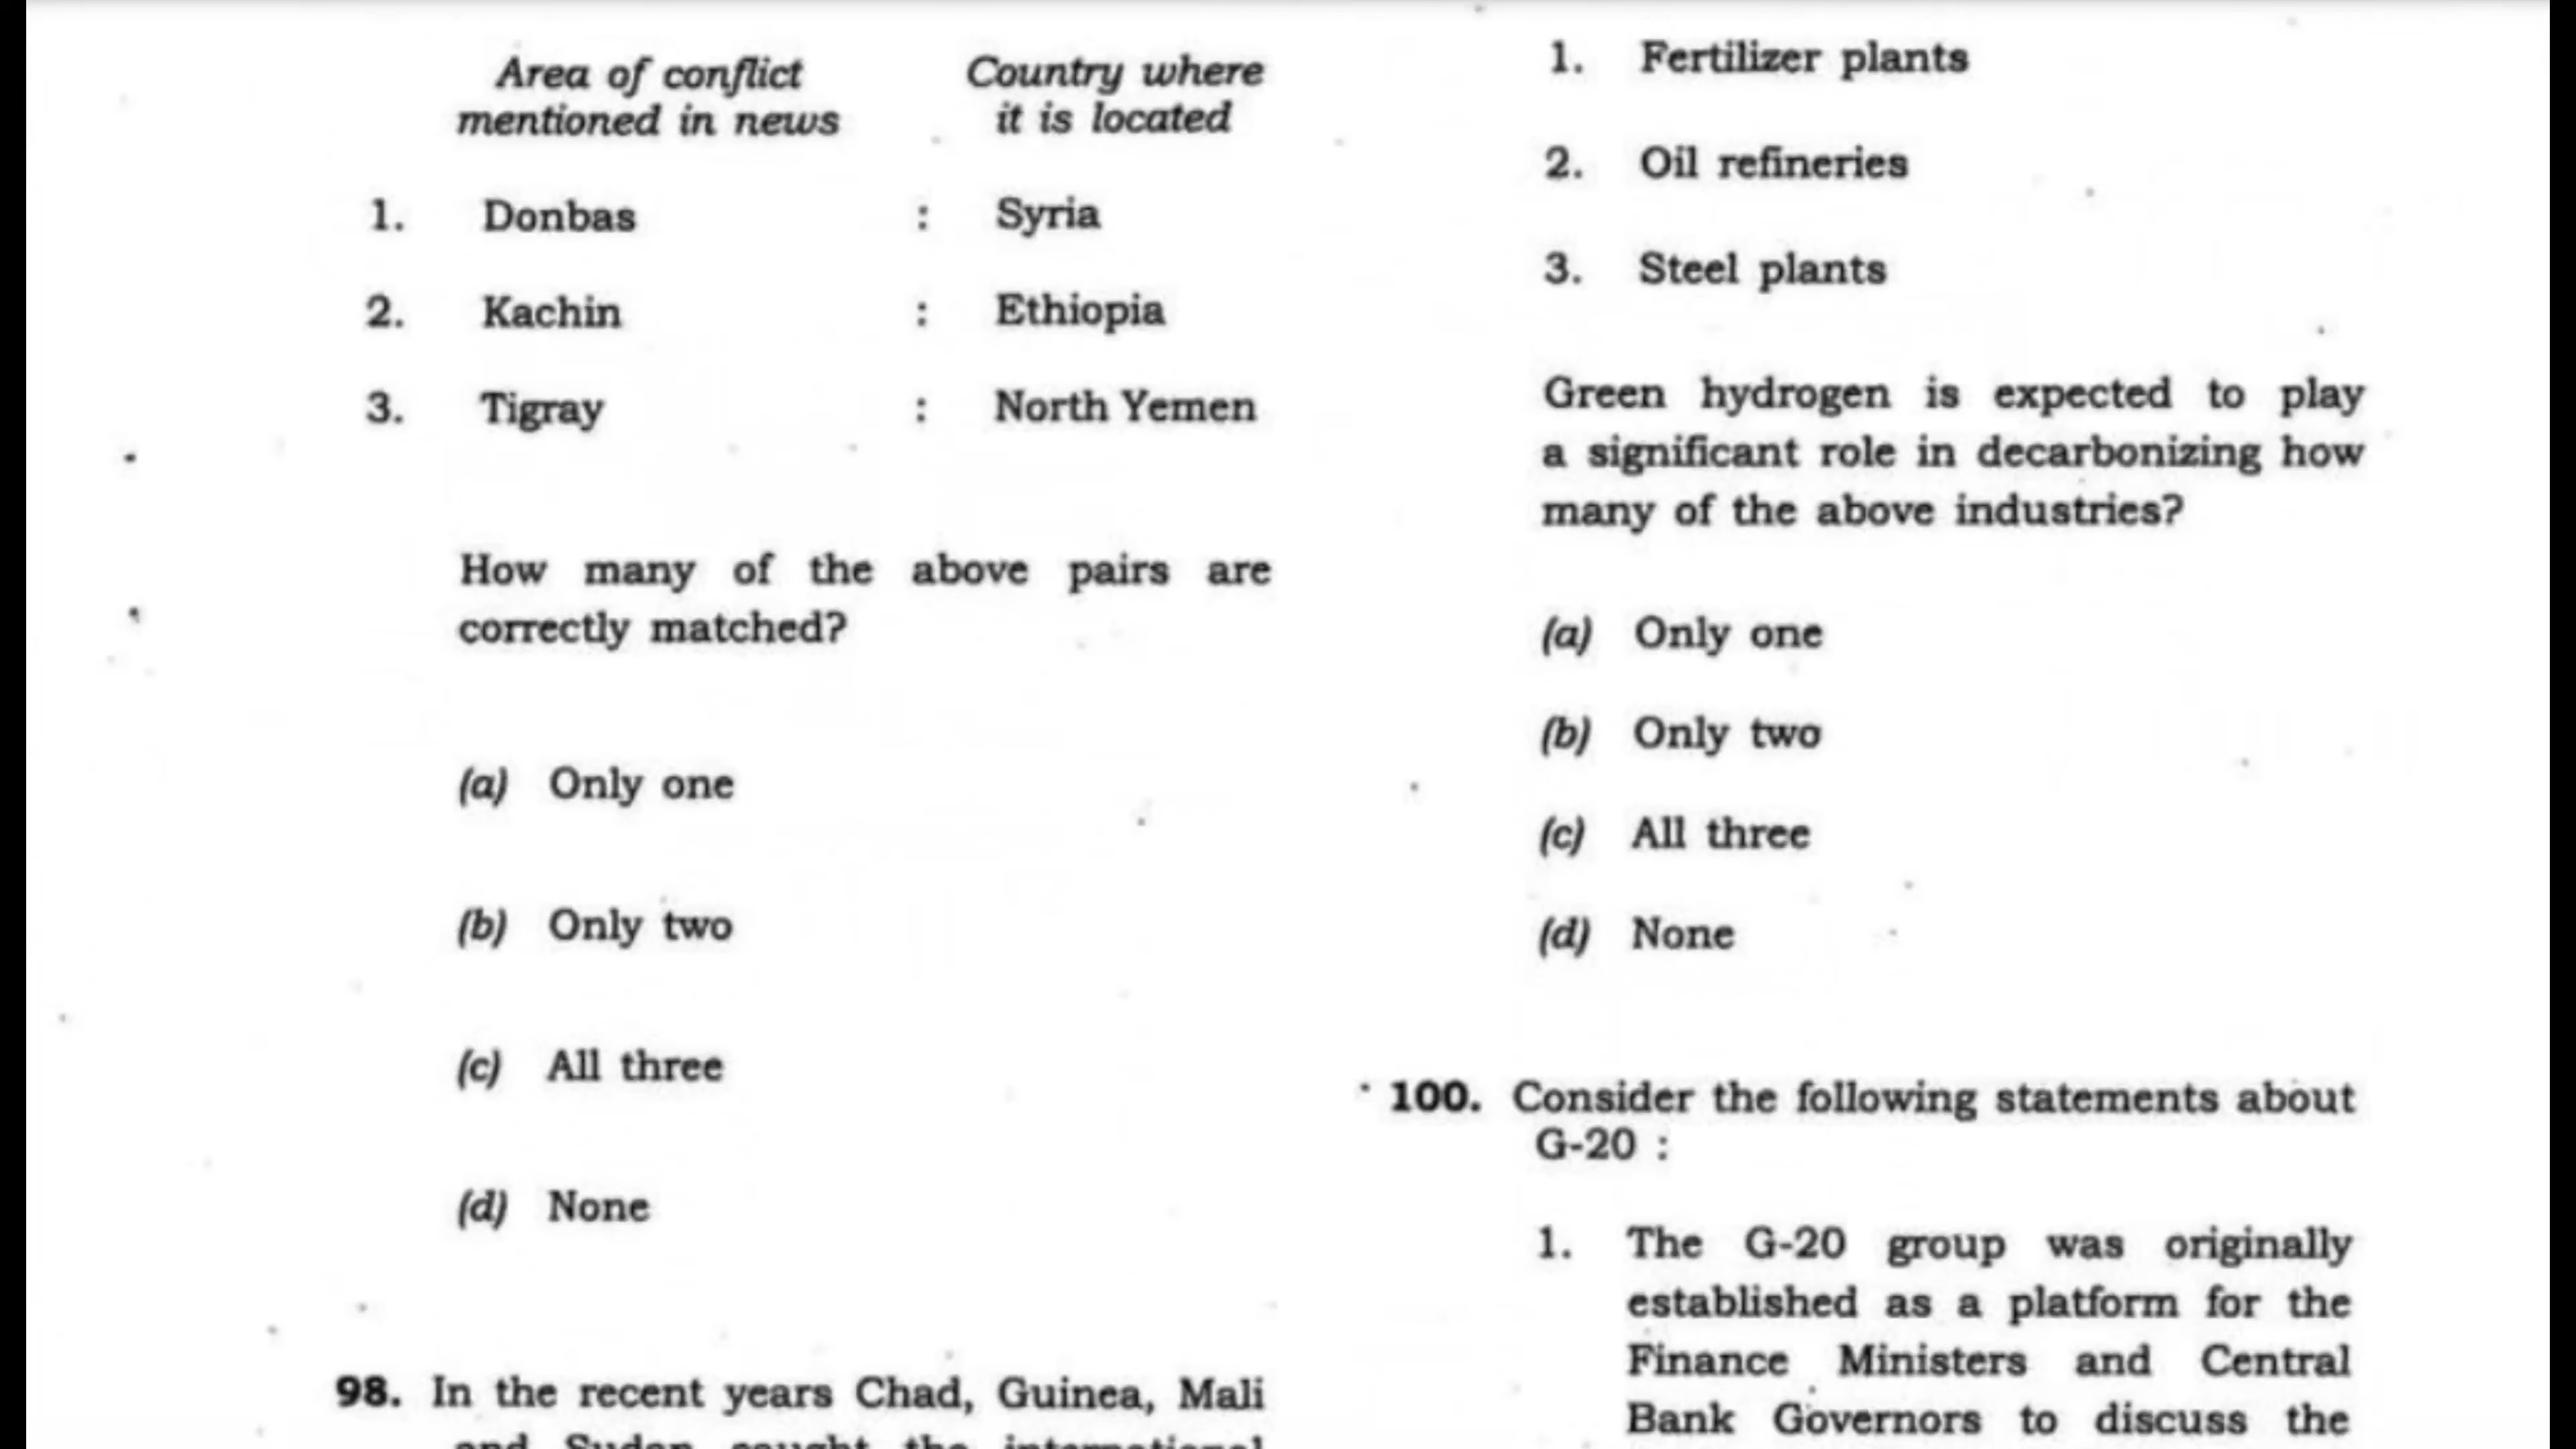 Area of conflict mentioned in news
Country where it is located
1. Donbas : Syria
2. Kachin : Ethiopia
3. Tigray : North Yemen
How many of the above pairs are
correctly matched?
(a) Only one
(b) Only two
(c) All three
(d) None
98. In the recent years Chad, Guinea, Mali
and Sudan caught the international
1. Fertilizer plants
2. Oil refineries
3. Steel plants
Green hydrogen is expected to play
a significant role in decarbonizing how
many of the above industries?
(a) Only one
(b) Only two
(c) All three
(d) None
100. Consider the following statements about
G-20 :
1. The G-20 group was originally
established as a platform for the
Finance Ministers and Central
Bank Governors to discuss the